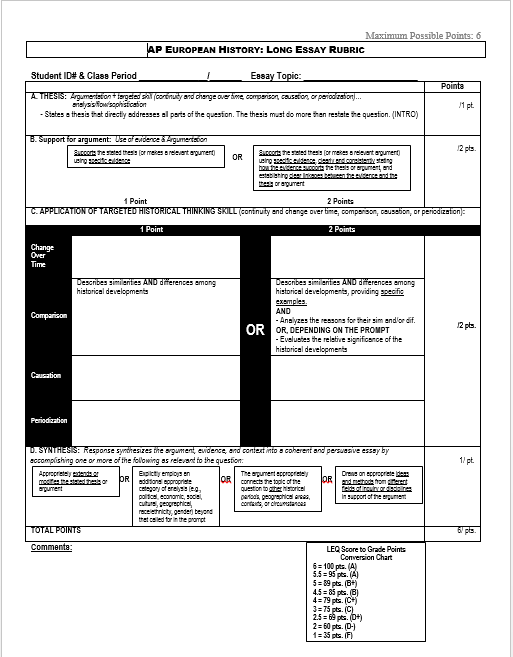 Maximum Possible Points: 6
AP European History: Long Essay Rubric
Student ID# & Class Period _______________/______ Essay Topic: _________________________
Points
A. THESIS: Argumentation + targeted skill (continuity and change over time, comparison, causation, or periodization)...
analysis/flow/sophistication
- States a thesis that directly addresses all parts of the question. The thesis must do more than restate the question. (INTRO)
/1 pt.
B. Support for argument: Use of evidence & Argumentation
/2 pts.
Supports the stated thesis (or makes a relevant argument)
using specific evidence
OR
Supports the stated thesis (or makes a relevant argument)
using specific evidence, clearly and consistently stating
how the evidence supports the thesis or argument, and
establishing clear linkages between the evidence and the
thesis or argument
1 Point
2 Points
C. APPLICATION OF TARGETED HISTORICAL THINKING SKILL (continuity and change over time, comparison, causation, or periodization):
1 Point
2 Points
Change
Over
Time
Comparison
Describes similarities AND differences among
historical developments
OR
Describes similarities AND differences among
historical developments, providing specific
examples.
AND
- Analyzes the reasons for their sim and/or dif.
OR, DEPENDING ON THE PROMPT
- Evaluates the relative significance of the
historical developments
/2 pts.
Causation
Periodization
D. SYNTHESIS: Response synthesizes the argument, evidence, and context into a coherent and persuasive essay by
accomplishing one or more of the following as relevant to the question:
1/ pt.
Appropriately extends or
modifies the stated thesis or
argument
OR
Explicitly employs an
additional appropriate
category of analysis (e.g.,
political, economic, social,
cultural, geographical,
race/ethnicity, gender) beyond
that called for in the prompt
OR
The argument appropriately
connects the topic of the
question to other historical
periods, geographical areas,
contexts, or circumstances
OR
Draws on appropriate ideas
and methods from different
fields of inquiry or disciplines
in support of the argument
TOTAL POINTS
6/ pts.
Comments:
LEQ Score to Grade Points
Conversion Chart
6 = 100 pts. (A)
5.5 = 95 pts. (A)
5 = 89 pts. (B+)
4.5 = 85 pts. (B)
4 = 79 pts. (C+)
3 = 75 pts. (C)
2.5 = 69 pts. (D+)
2 = 60 pts. (D-)
1 = 35 pts. (F)